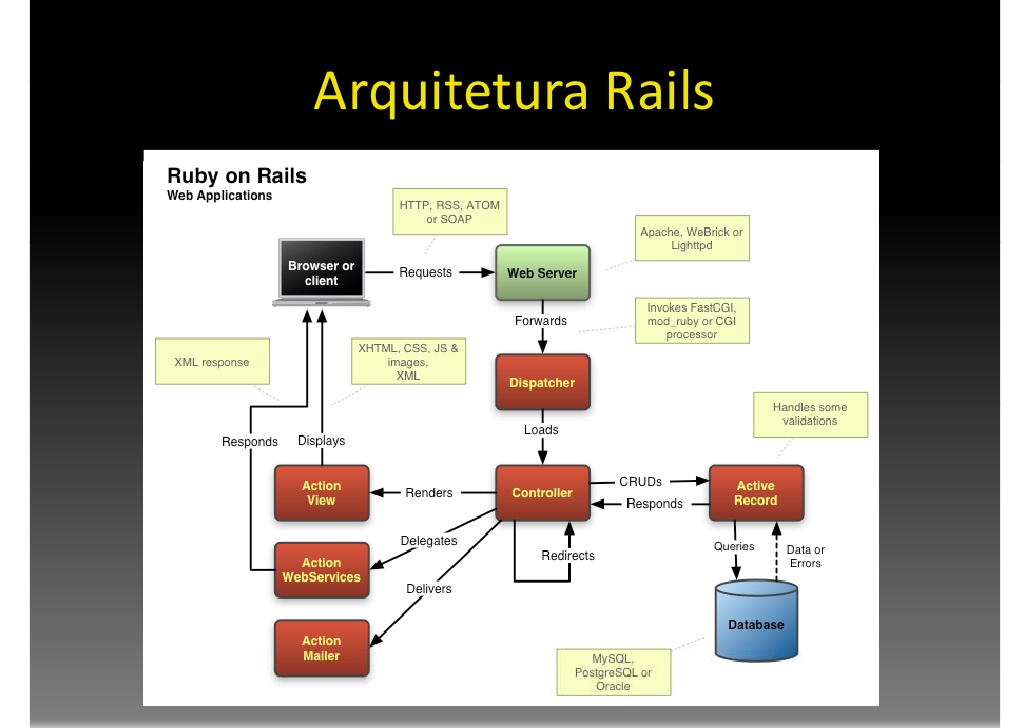 Arquitetura Rails
Ruby on Rails
Web Applications
HTTP, RSS, ATOM
or SOAP
Apache, WeBrick or
Lighttpd
Browser or
client
Requests
Web Server
Invokes FastCGI,
mod_ruby or CGI
processor
Forwards
XML response
XHTML, CSS, JS &
images,
XML
Dispatcher
Handles some
validations
Loads
Responds
Displays
Action
View
Renders
Controller
CRUDs
Responds
Active
Record
Delegates
Redirects
Queries
Data or
Errors
Action
WebServices
Delivers
Database
Action
Mailer
MySQL,
PostgreSQL or
Oracle